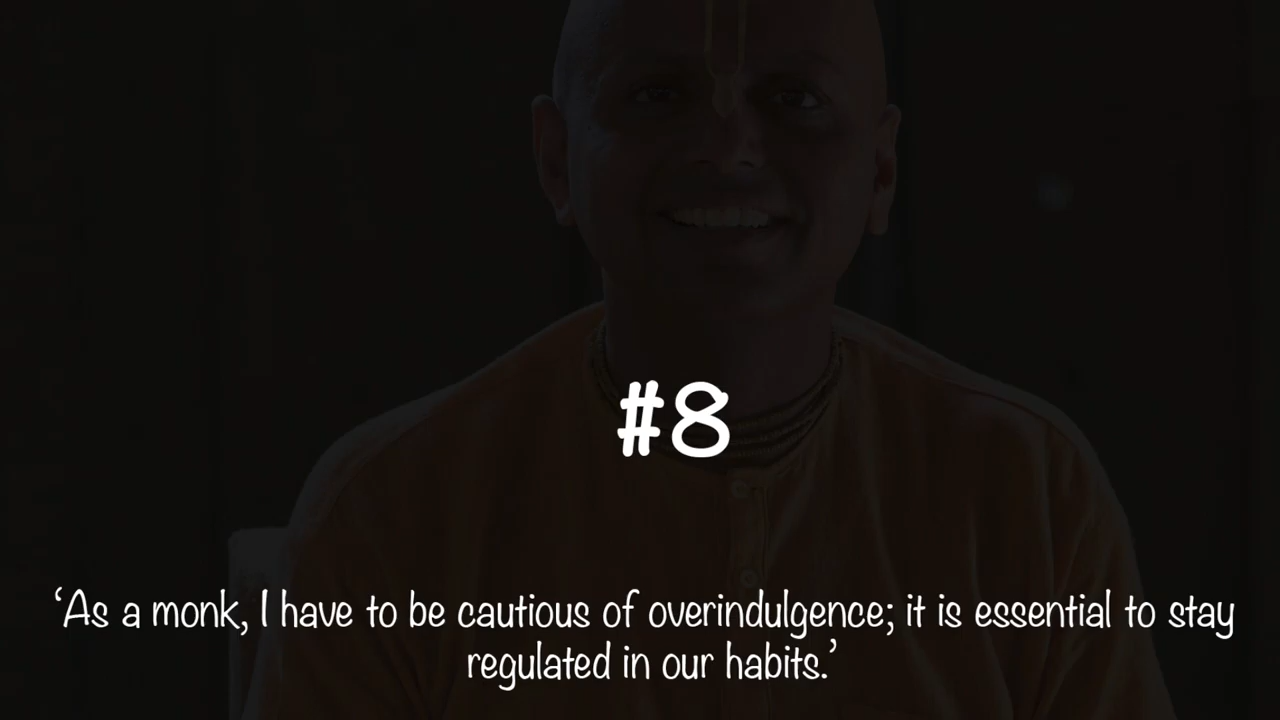 #8
‘As a monk, I have to be cautious of overindulgence; it is essential to stay
regulated in our habits.’